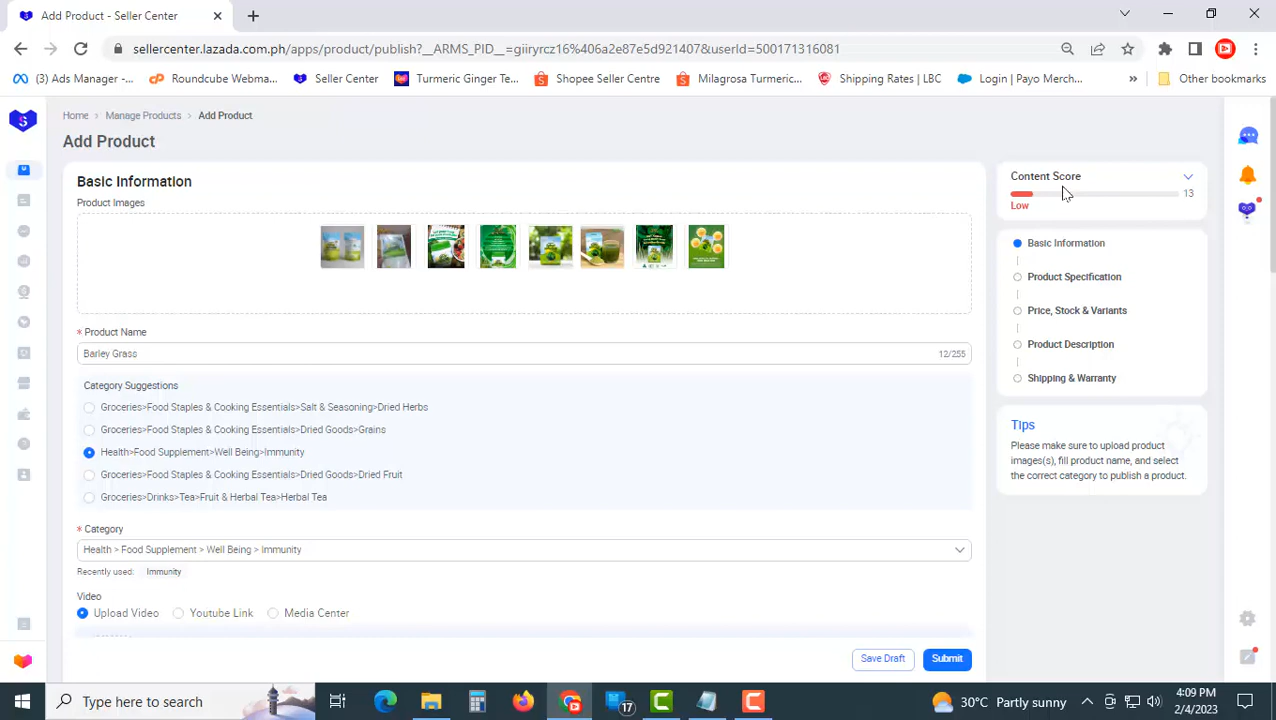 Add Product - Seller Center
sellercenter.lazada.com.ph/apps/product/publish?__ARMS_PID__=gjiryrcz16%406a2e87e5d921407&userId=500171316081
(3) Ads Manager -...
Roundcube Webma...
Seller Center
Turmeric Ginger Te...
Shopee Seller Centre
Milagrosa Turmeric...
Shipping Rates | LBC
Login | Payo Merch...
»
Other bookmarks
Home > Manage Products > Add Product
Add Product
Basic Information
Product Images
* Product Name
Barley Grass 12/255
Category Suggestions
Groceries>Food Staples & Cooking Essentials>Salt & Seasoning>Dried Herbs
Groceries>Food Staples & Cooking Essentials>Dried Goods>Grains
Health>Food Supplement>Well Being>Immunity
Groceries>Food Staples & Cooking Essentials>Dried Goods>Dried Fruit
Groceries>Drinks>Tea>Fruit & Herbal Tea>Herbal Tea
* Category
Health > Food Supplement > Well Being > Immunity
Recently used: Immunity
Video
Upload Video Youtube Link Media Center
Save Draft Submit
Content Score
13
Low
Basic Information
Product Specification
Price, Stock & Variants
Product Description
Shipping & Warranty
Tips
Please make sure to upload product
images(s), fill product name, and select
the correct category to publish a product.
Type here to search
17
30°C Partly sunny
4:09 PM
2/4/2023